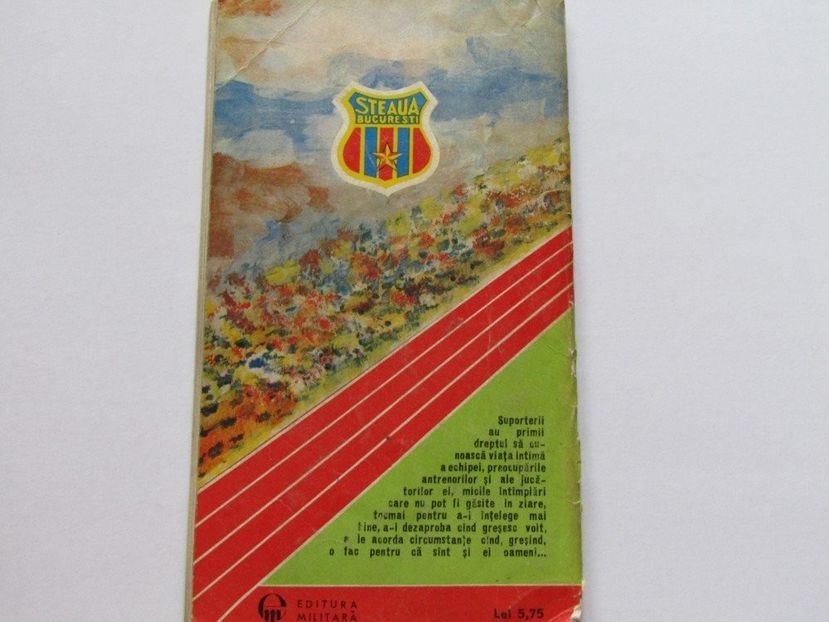 STEAUA
BUCUREȘTI
Suporterii
au primii
dreptul să cu-
noască viața intimă
a echipei, preocupările
antrenorilor și ale jucă-
torilor ei, micile întîmplări
care nu pot fi găsite în ziare,
tocmai pentru a-i înțelege mai
bine, a-i dezaproba cînd greșesc voit,
a le acorda circumstanțe cînd, greșind,
o fac pentru că sînt și ei oameni...
EDITURA
MILITARĂ
Lei 5,75